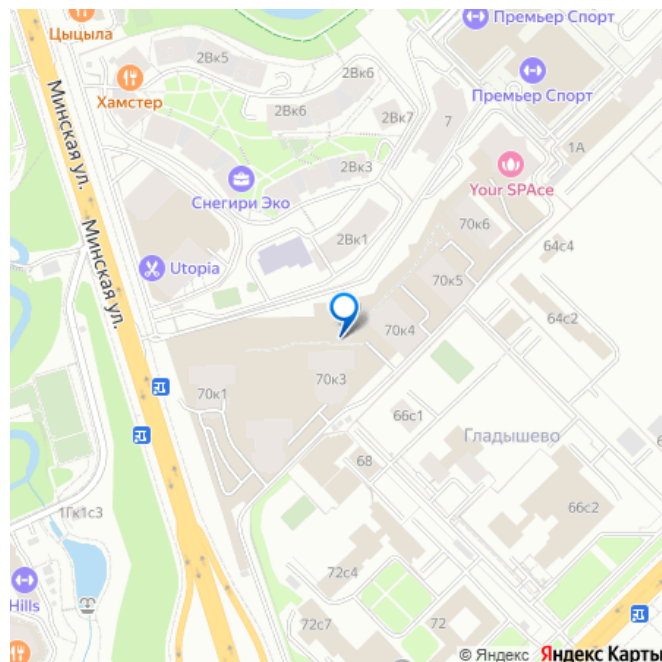 Цыцыла
Премьер Спорт
2Вк5
2Вк6
Хамстер
Премьер Спорт
2Вк6
2Вк7
7
1А
Минская ул.
2Вк3
Your SPAce
Снегири Эко
70к6
2Вк1
64с4
Минская ул.
Utopia
70к5
64с2
70к4
70к3
70к1
66с1
Гладышево
68
66с2
1Гк1с3
72с4
Hills
72с7
72
© Яндекс Яндекс Карты